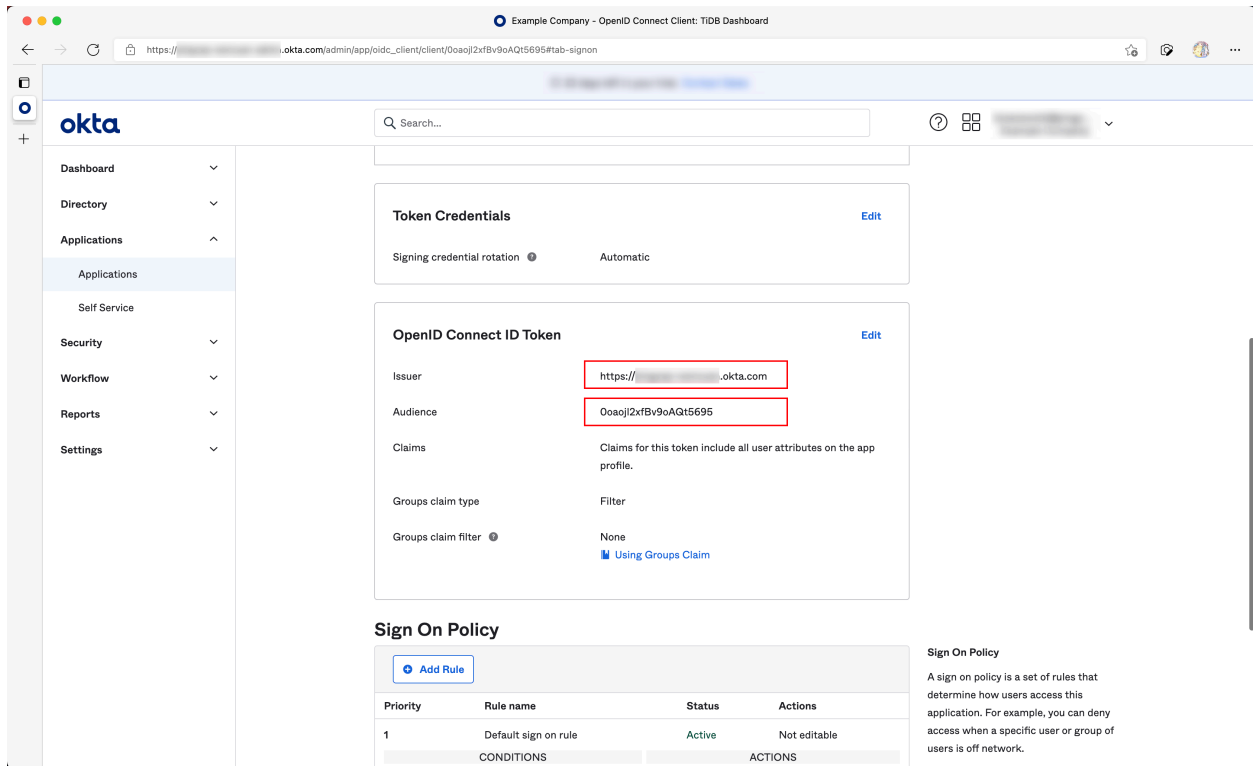 Example Company - OpenID Connect Client: TiDB Dashboard
https:// .okta.com/admin/app/oidc_client/client/0oaojl2xfBv9oAQt5695#tab-signon
okta
Search...
Dashboard
Directory
Applications
Applications
Self Service
Security
Workflow
Reports
Settings
Token Credentials
Edit
Signing credential rotation
Automatic
OpenID Connect ID Token
Edit
Issuer
https:// .okta.com
Audience
0oaojl2xfBv9oAQt5695
Claims
Claims for this token include all user attributes on the app
profile.
Groups claim type
Filter
Groups claim filter
None
Using Groups Claim
Sign On Policy
Add Rule
Priority Rule name Status Actions
1 Default sign on rule Active Not editable
CONDITIONS ACTIONS
Sign On Policy
A sign on policy is a set of rules that
determine how users access this
application. For example, you can deny
access when a specific user or group of
users is off network.